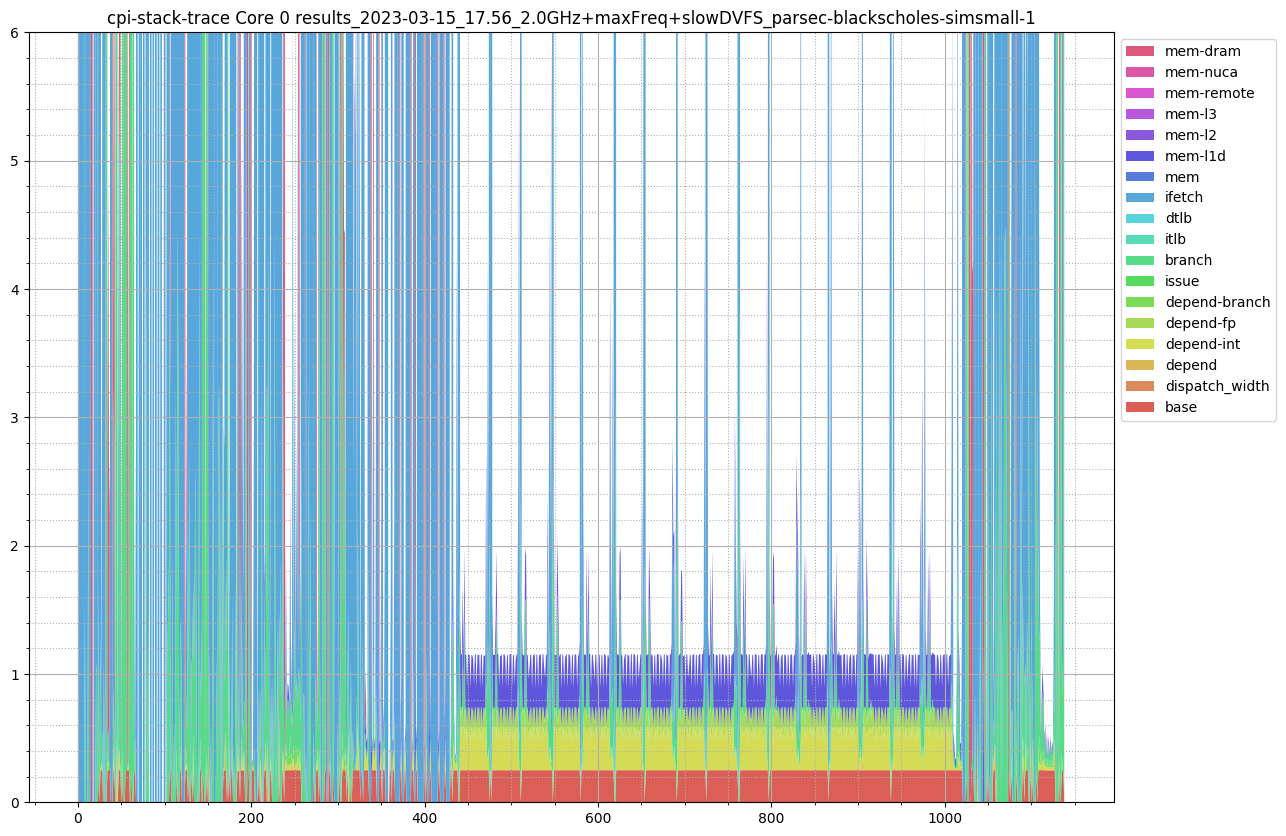 cpi-stack-trace Core 0 results_2023-03-15_17.56_2.0GHz+maxFreq+slowDVFS_parsec-blackscholes-simsmall-1
6
5
4
3
2
1
0
0 200 400 600 800 1000
mem-dram
mem-nuca
mem-remote
mem-l3
mem-l2
mem-l1d
mem
ifetch
dtlb
itlb
branch
issue
depend-branch
depend-fp
depend-int
depend
dispatch_width
base